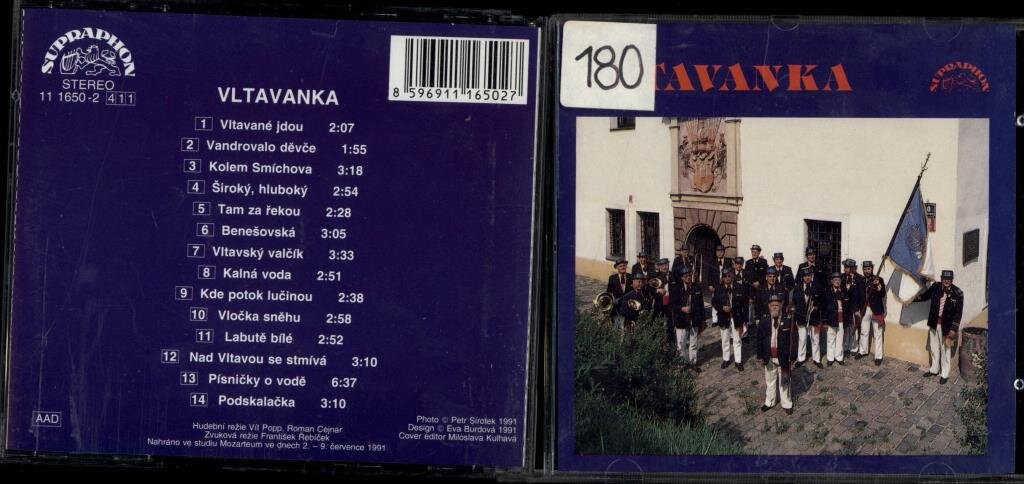 SUPRAPHON
STEREO
11 1650-2 411
8 596911 165027
VLTAVANKA
1 Vltavané jdou 2:07
2 Vandrovalo děvče 1:55
3 Kolem Smíchova 3:18
4 Široký, hluboký 2:54
5 Tam za řekou 2:28
6 Benešovská 3:05
7 Vltavský valčík 3:33
8 Kalná voda 2:51
9 Kde potok lučinou 2:38
10 Vločka sněhu 2:58
11 Labutě bílé 2:52
12 Nad Vltavou se stmívá 3:10
13 Písničky o vodě 6:37
14 Podskalačka 3:10
AAD
Hudební režie Vít Popp, Roman Cejnar
Zvuková režie František Rebíček
Nahráno ve studiu Mozarteum ve dnech 2. – 9. července 1991
Photo © Petr Sirotek 1991
Design © Eva Burdová 1991
Cover editor Miloslava Kulhavá
180
TAVANKA
SUPRAPHON